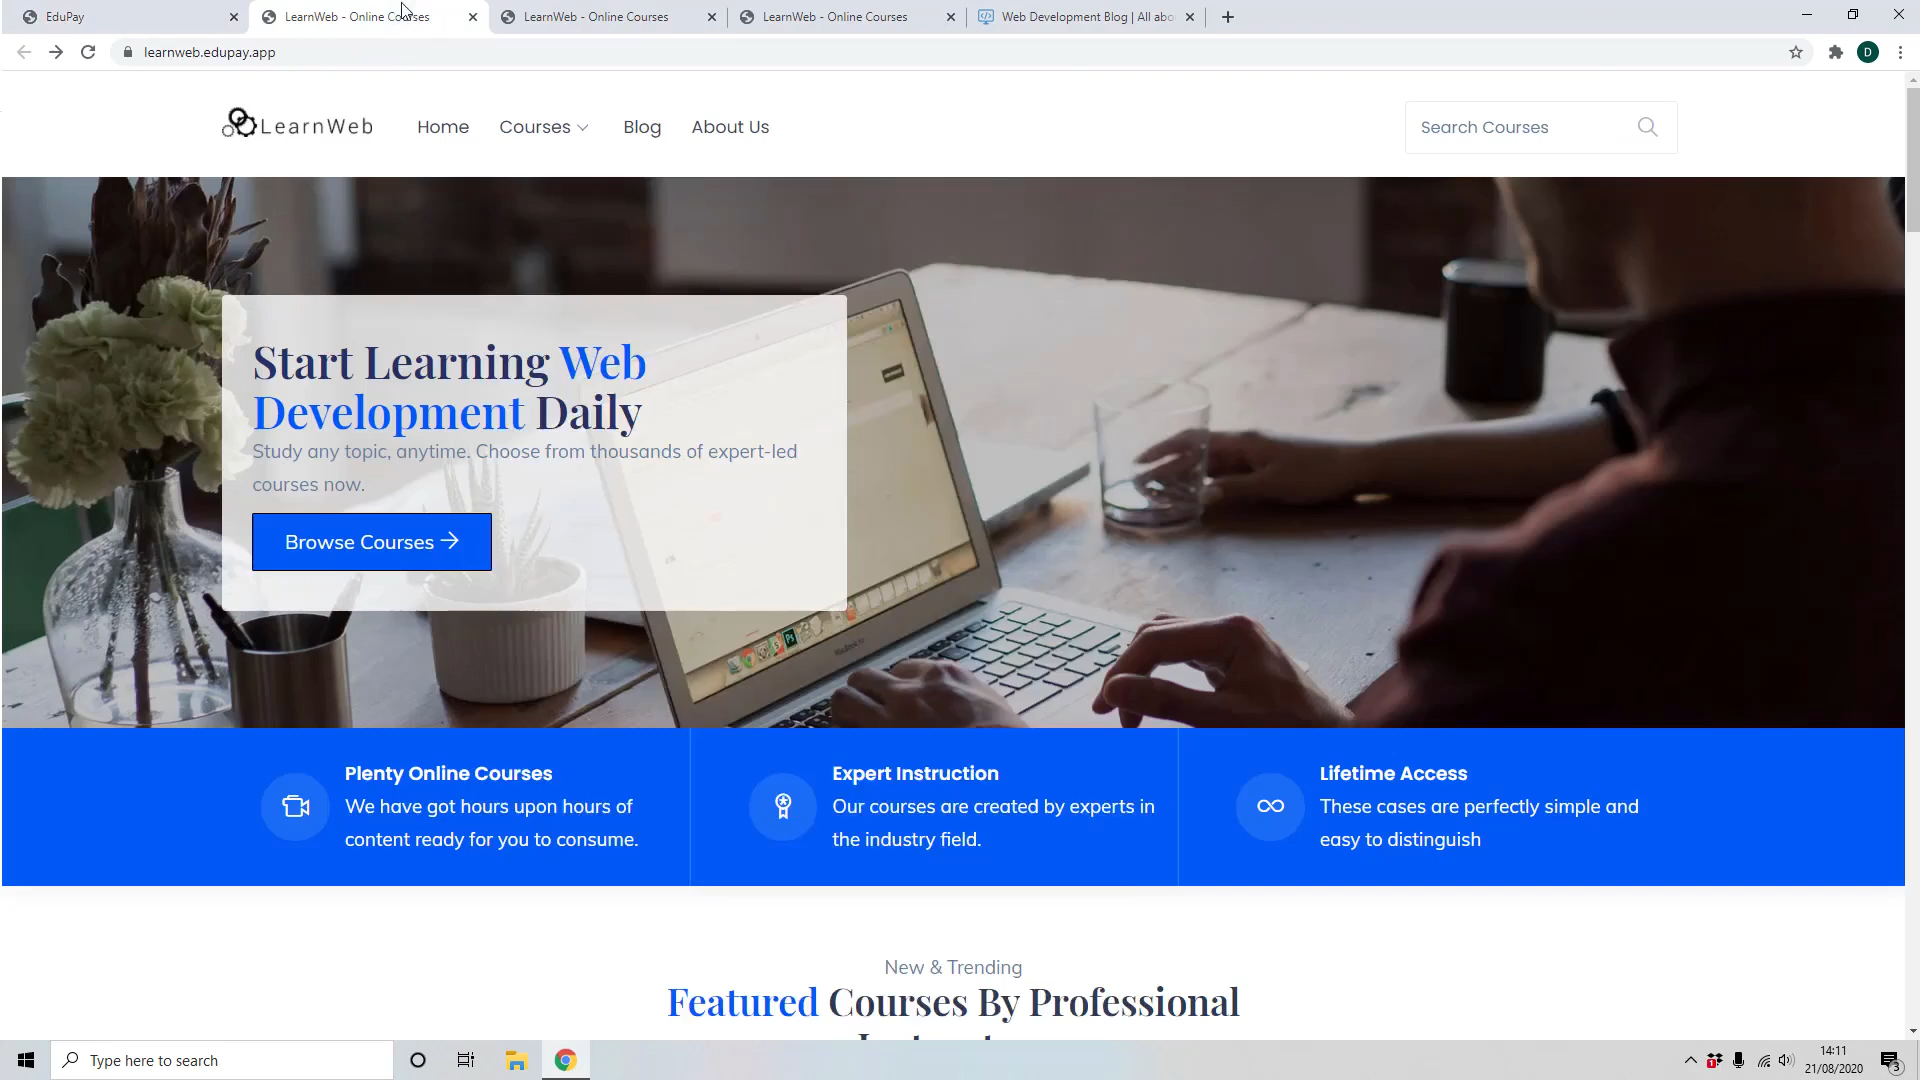 EduPay
LearnWeb - Online Courses
LearnWeb - Online Courses
LearnWeb - Online Courses
Web Development Blog | All abo
learnweb.edupay.app
D
LearnWeb
Home
Courses
Blog
About Us
Search Courses
Start Learning Web
Development Daily
Study any topic, anytime. Choose from thousands of expert-led
courses now.
Browse Courses
Plenty Online Courses
We have got hours upon hours of
content ready for you to consume.
Expert Instruction
Our courses are created by experts in
the industry field.
Lifetime Access
These cases are perfectly simple and
easy to distinguish
New & Trending
Featured Courses By Professional
Type here to search
14:11
21/08/2020
3